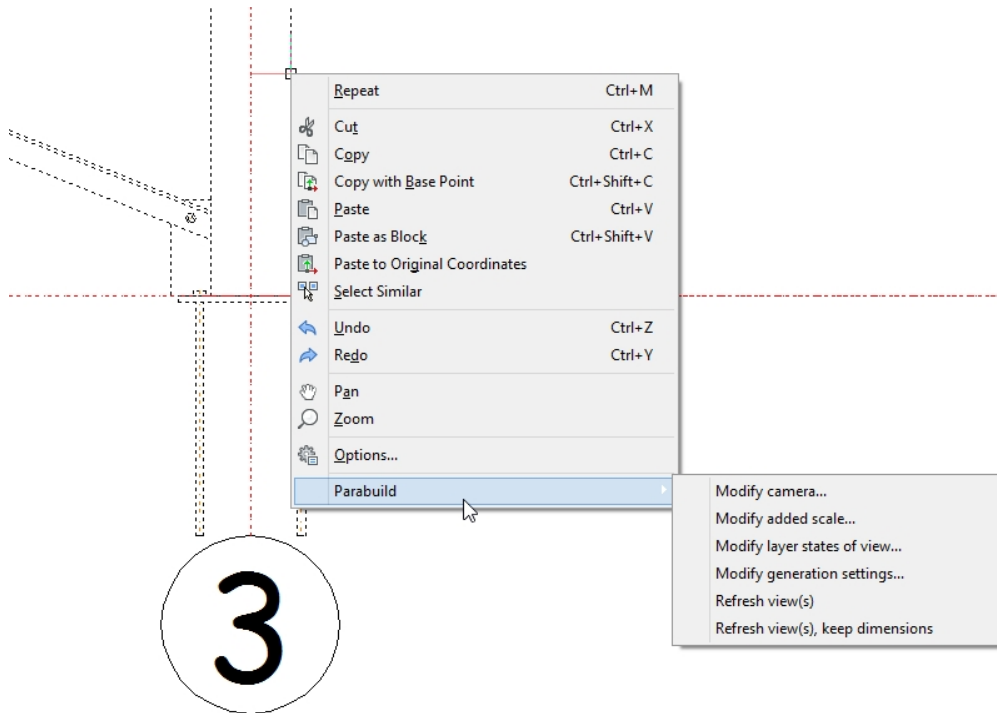 Repeat Ctrl+M
Cut Ctrl+X
Copy Ctrl+C
Copy with Base Point Ctrl+Shift+C
Paste Ctrl+V
Paste as Block Ctrl+Shift+V
Paste to Original Coordinates
Select Similar
Undo Ctrl+Z
Redo Ctrl+Y
Pan
Zoom
Options...
Parabuild
Modify camera...
Modify added scale...
Modify layer states of view...
Modify generation settings...
Refresh view(s)
Refresh view(s), keep dimensions
3